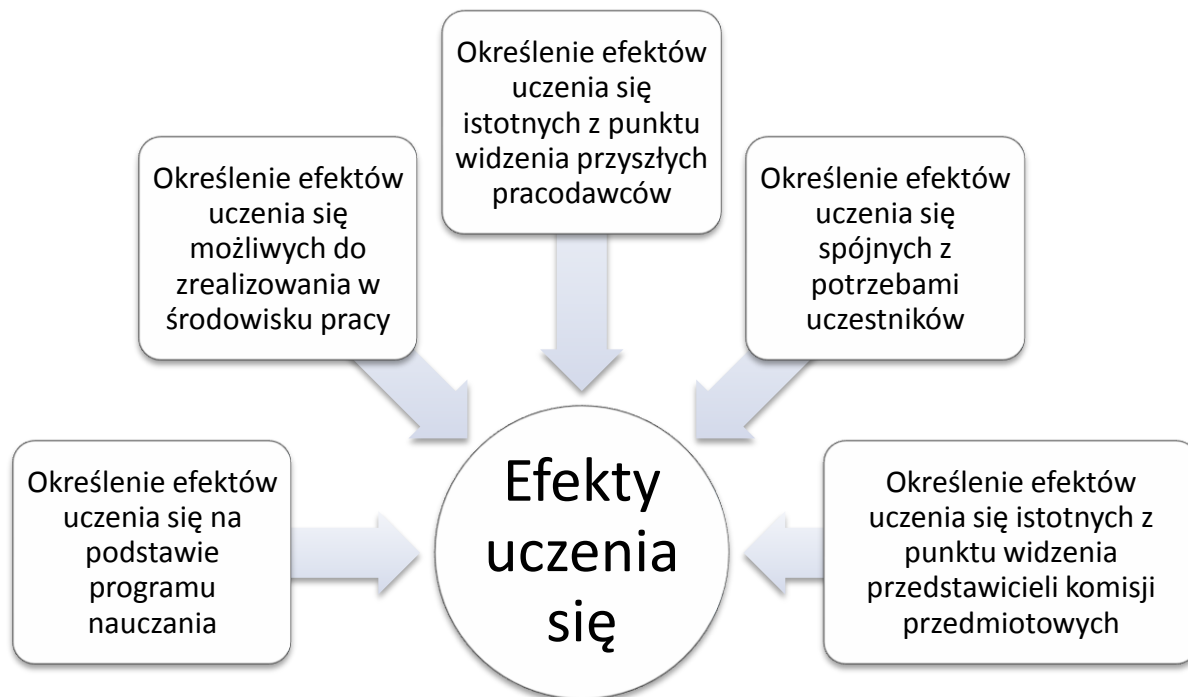 Określenie efektów
uczenia się
istotnych z punktu
widzenia przyszłych
pracodawców
Określenie efektów
uczenia się
możliwych do
zrealizowania w
środowisku pracy
Określenie efektów
uczenia się
spójnych z
potrzebami
uczestników
Określenie efektów
uczenia się na
podstawie
programu
nauczania
Efekty
uczenia
się
Określenie efektów
uczenia się istotnych z
punktu widzenia
przedstawicieli komisji
przedmiotowych